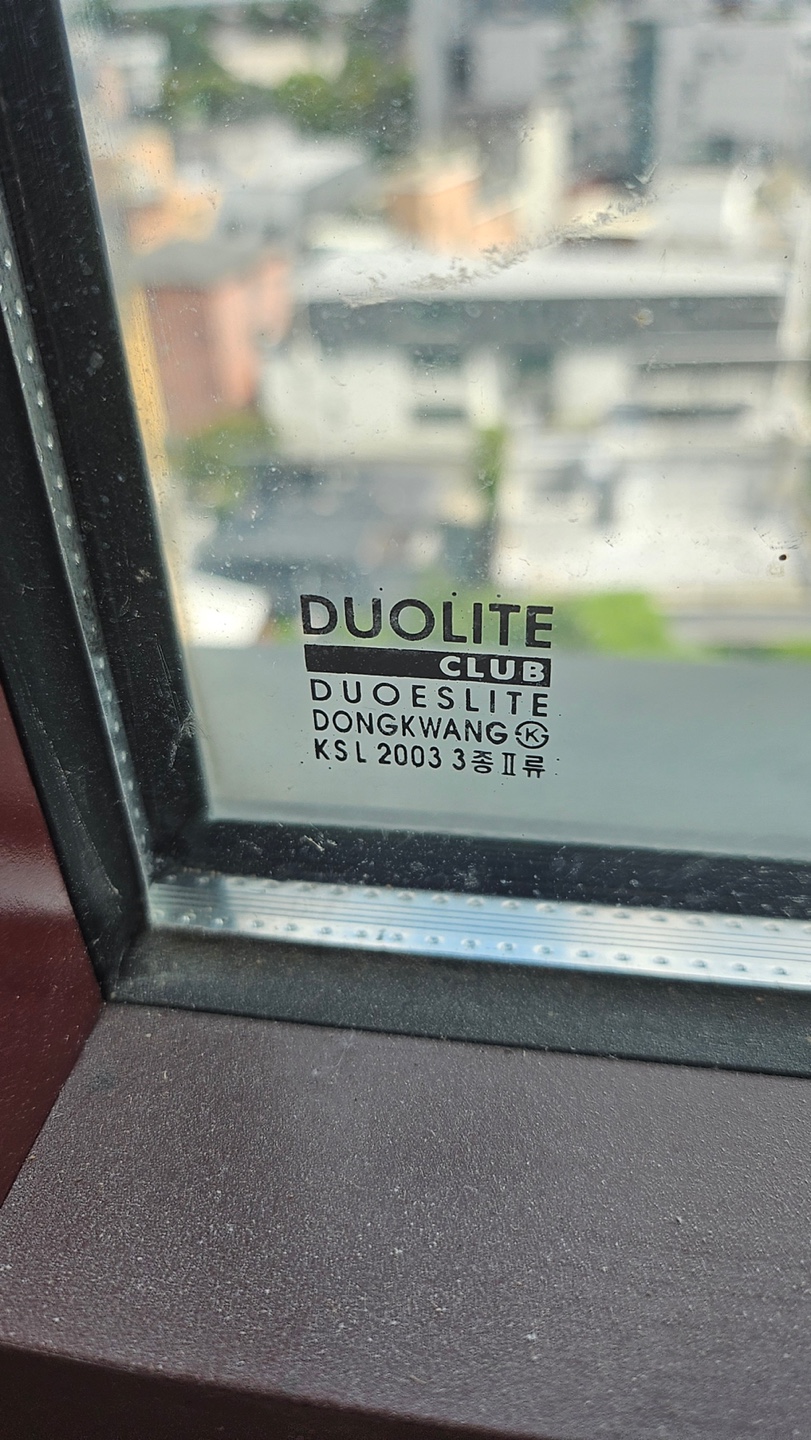 DUOLITE
CLUB
DUOESLITE
DONGKWANG Ⓚ
KSL 2003 3종Ⅱ류